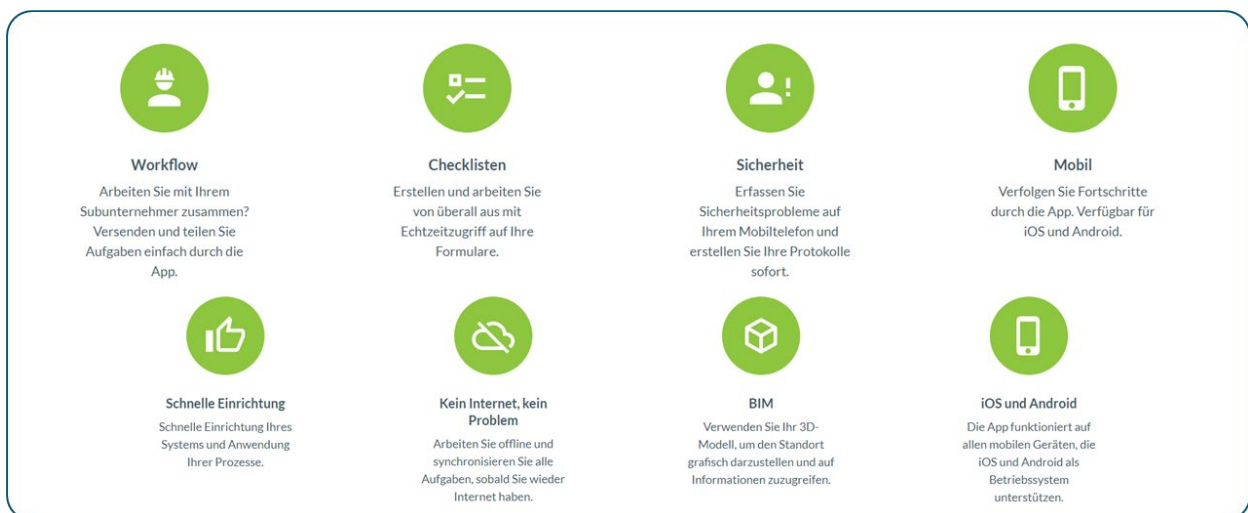 Workflow
Arbeiten Sie mit Ihrem
Subunternehmer zusammen?
Versenden und teilen Sie
Aufgaben einfach durch die
App.
Checklisten
Erstellen und arbeiten Sie
von überall aus mit
Echtzeitzugriff auf Ihre
Formulare.
Sicherheit
Erfassen Sie
Sicherheitsprobleme auf
Ihrem Mobiltelefon und
erstellen Sie Ihre Protokolle
sofort.
Mobil
Verfolgen Sie Fortschritte
durch die App. Verfügbar für
iOS und Android.
Schnelle Einrichtung
Schnelle Einrichtung Ihres
Systems und Anwendung
Ihrer Prozesse.
Kein Internet, kein
Problem
Arbeiten Sie offline und
synchronisieren Sie alle
Aufgaben, sobald Sie wieder
Internet haben.
BIM
Verwenden Sie Ihr 3D-
Modell, um den Standort
grafisch darzustellen und auf
Informationen zuzugreifen.
iOS und Android
Die App funktioniert auf
allen mobilen Geräten, die
iOS und Android als
Betriebssystem
unterstützen.